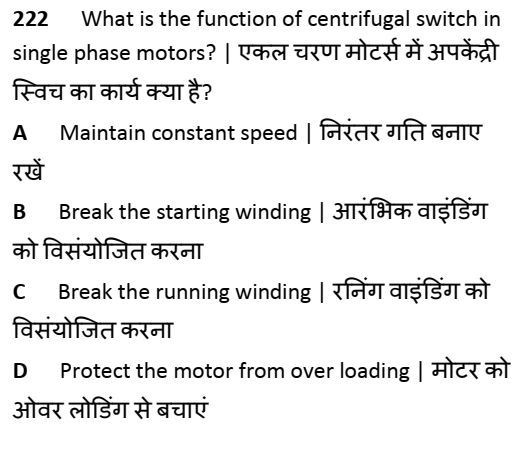 222 What is the function of centrifugal switch in
single phase motors? | एकल चरण मोटर्स में अपकेंद्री
स्विच का कार्य क्या है?
A Maintain constant speed | निरंतर गति बनाए
रखें
B Break the starting winding | आरंभिक वाइंडिंग
को विसंयोजित करना
C Break the running winding | रनिंग वाइंडिंग को
विसंयोजित करना
D Protect the motor from over loading | मोटर को
ओवर लोडिंग से बचाएं